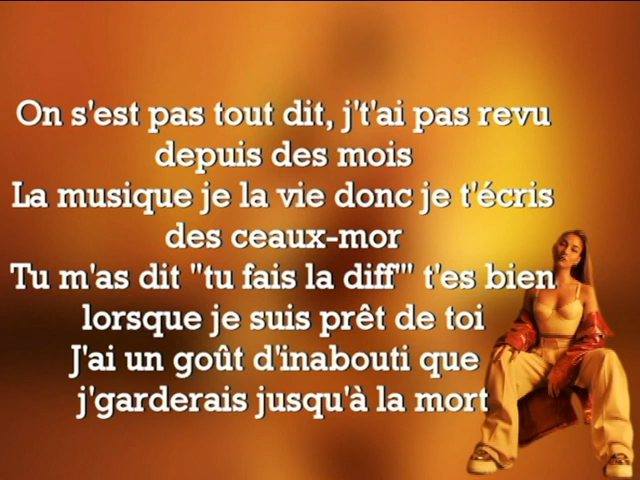 On s'est pas tout dit, j't'ai pas revu
depuis des mois
La musique je la vie donc je t'écris
des ceaux-mor
Tu m'as dit "tu fais la diff'" t'es bien
lorsque je suis prêt de toi
J'ai un goût d'inabouti que
j'garderais jusqu'à la mort